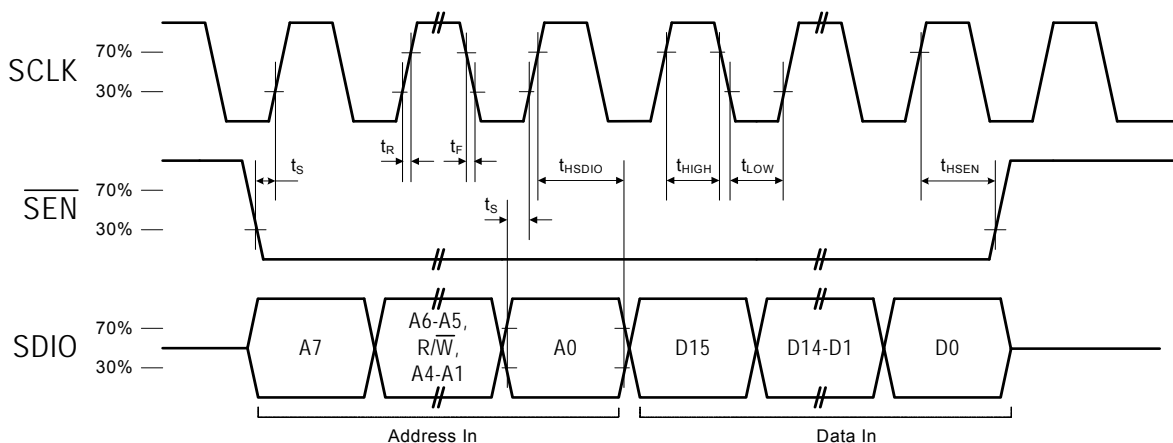 SCLK
70%
30%
tR
tF
tS
tHSDIO
tHIGH
tLOW
tHSEN
SEN
70%
30%
tS
SDIO
70%
30%
A7
A6-A5,
R/W,
A4-A1
A0
D15
D14-D1
D0
Address In
Data In